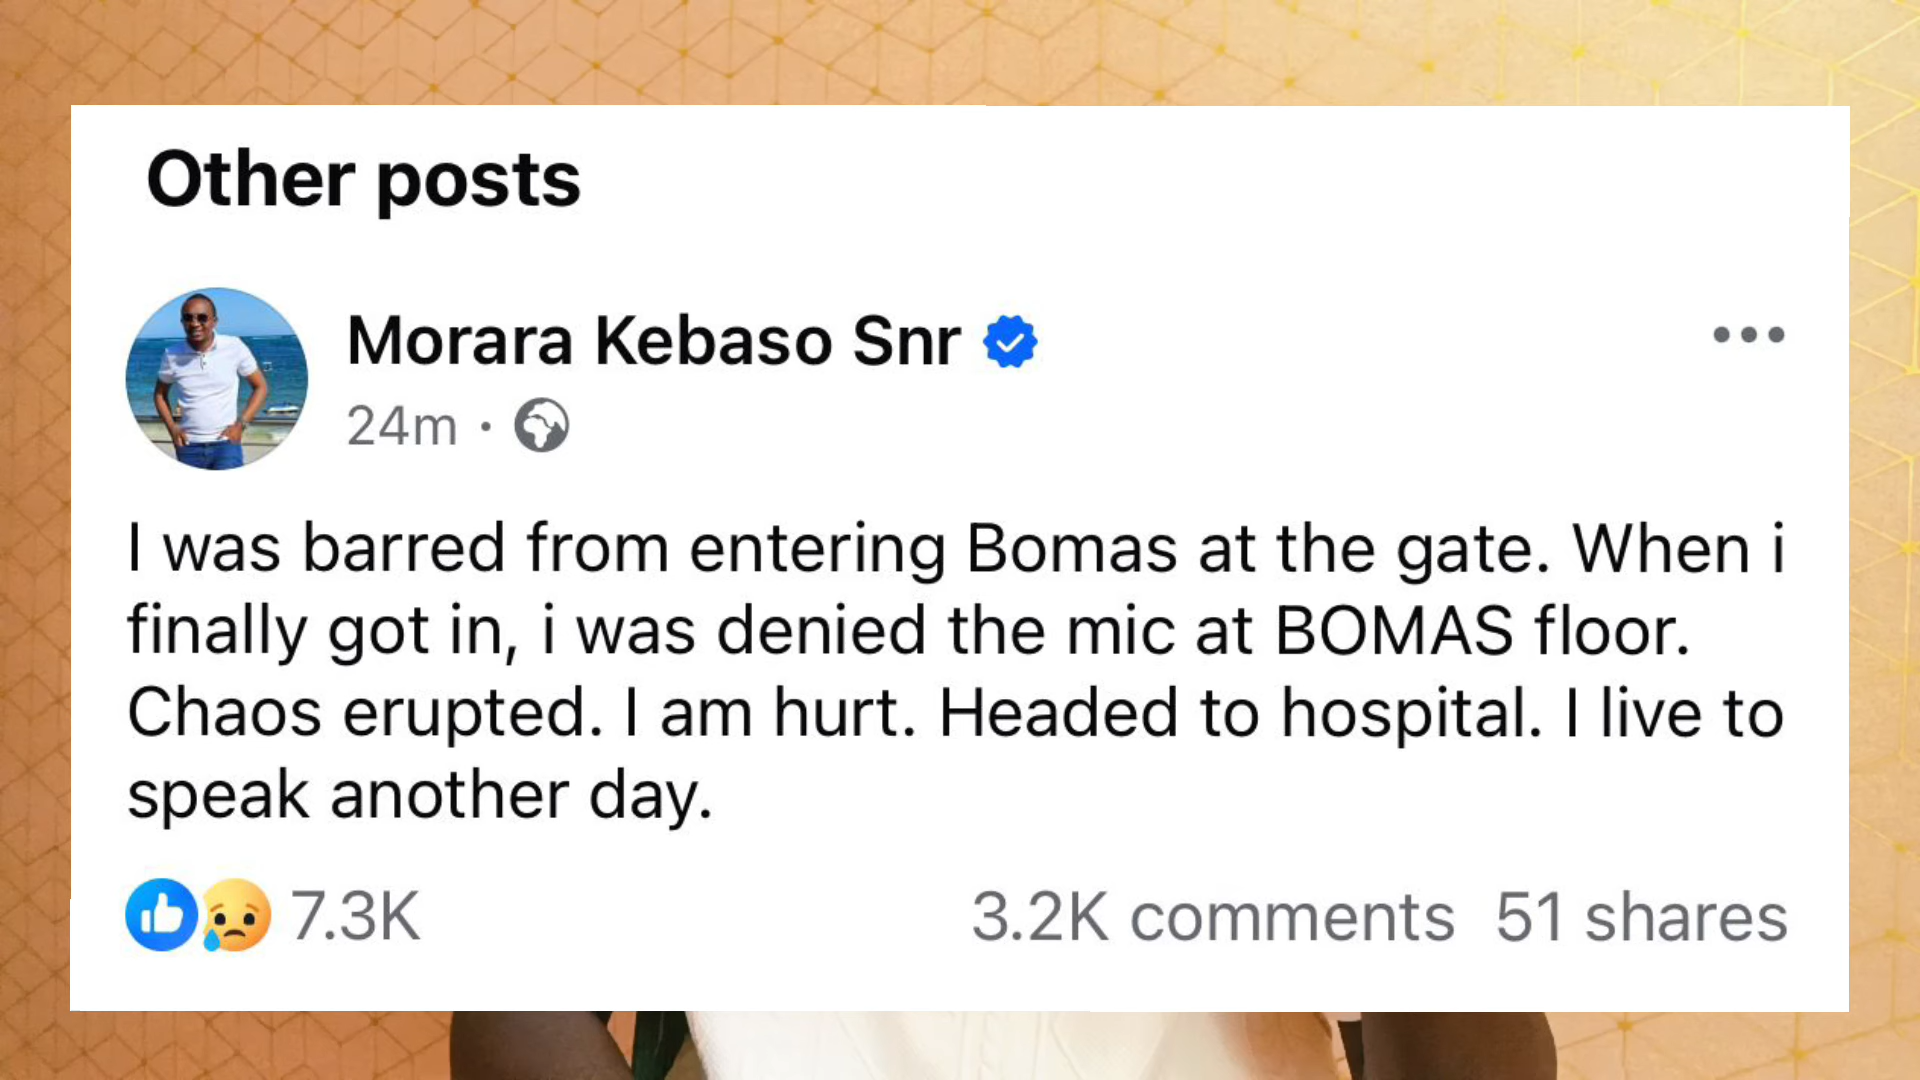 Other posts
Morara Kebaso Snr
24m ·
I was barred from entering Bomas at the gate. When i
finally got in, i was denied the mic at BOMAS floor.
Chaos erupted. I am hurt. Headed to hospital. I live to
speak another day.
7.3K
3.2K comments 51 shares